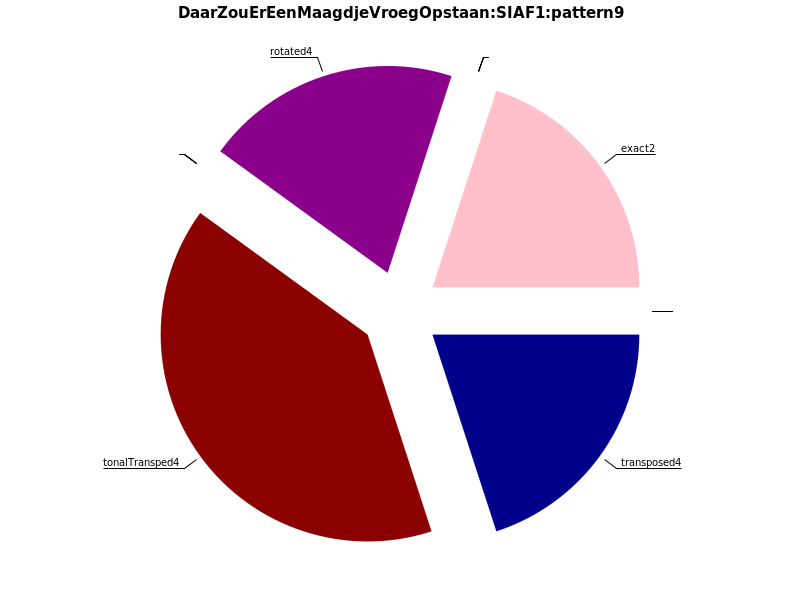 DaarZouErEenMaagdjeVroegOpstaan:SIAF1:pattern9
rotated4
exact2
tonalTransped4
transposed4